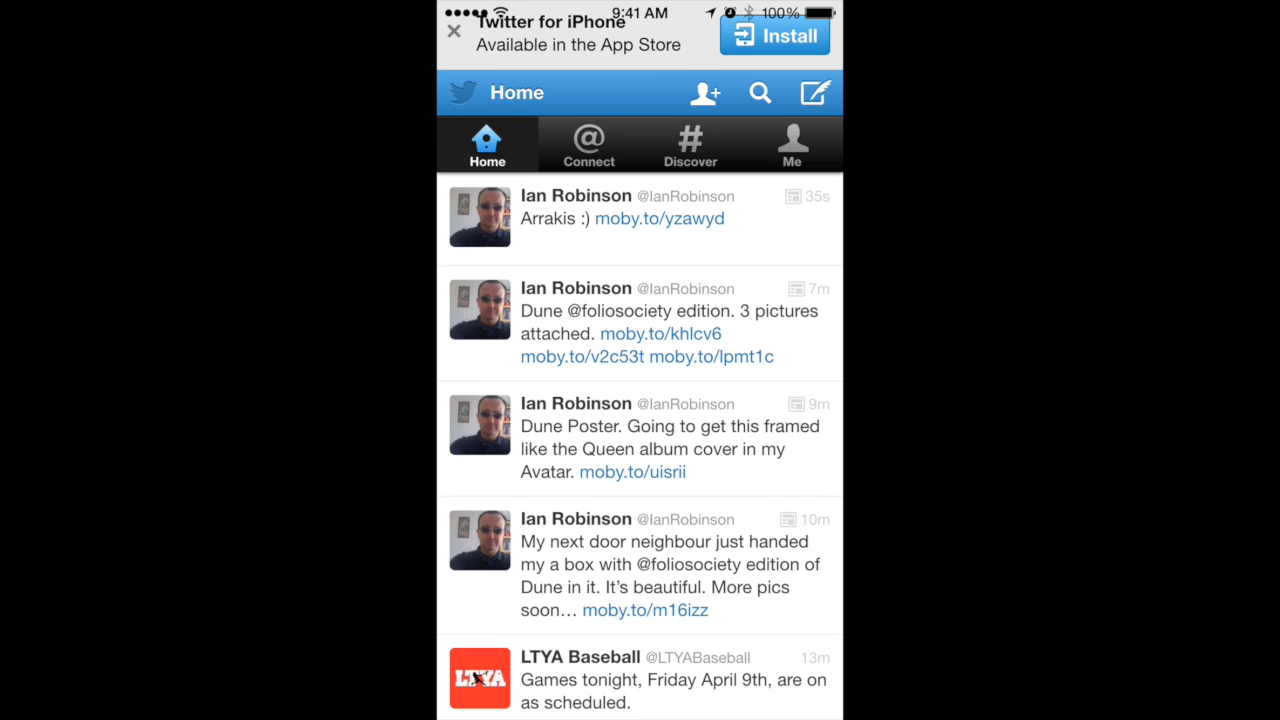 9:41 AM
100%
Twitter for iPhone
Available in the App Store
Install
Home
Home
Connect
Discover
Me
Ian Robinson @IanRobinson 35s
Arrakis :) moby.to/yzawyd
Ian Robinson @IanRobinson 7m
Dune @foliosociety edition. 3 pictures
attached. moby.to/khlcv6
moby.to/v2c53t moby.to/lpmt1c
Ian Robinson @IanRobinson 9m
Dune Poster. Going to get this framed
like the Queen album cover in my
Avatar. moby.to/uisrii
Ian Robinson @IanRobinson 10m
My next door neighbour just handed
my a box with @foliosociety edition of
Dune in it. It's beautiful. More pics
soon… moby.to/m16izz
LTYA Baseball @LTYABaseball 13m
LTYA
Games tonight, Friday April 9th, are on
as scheduled.